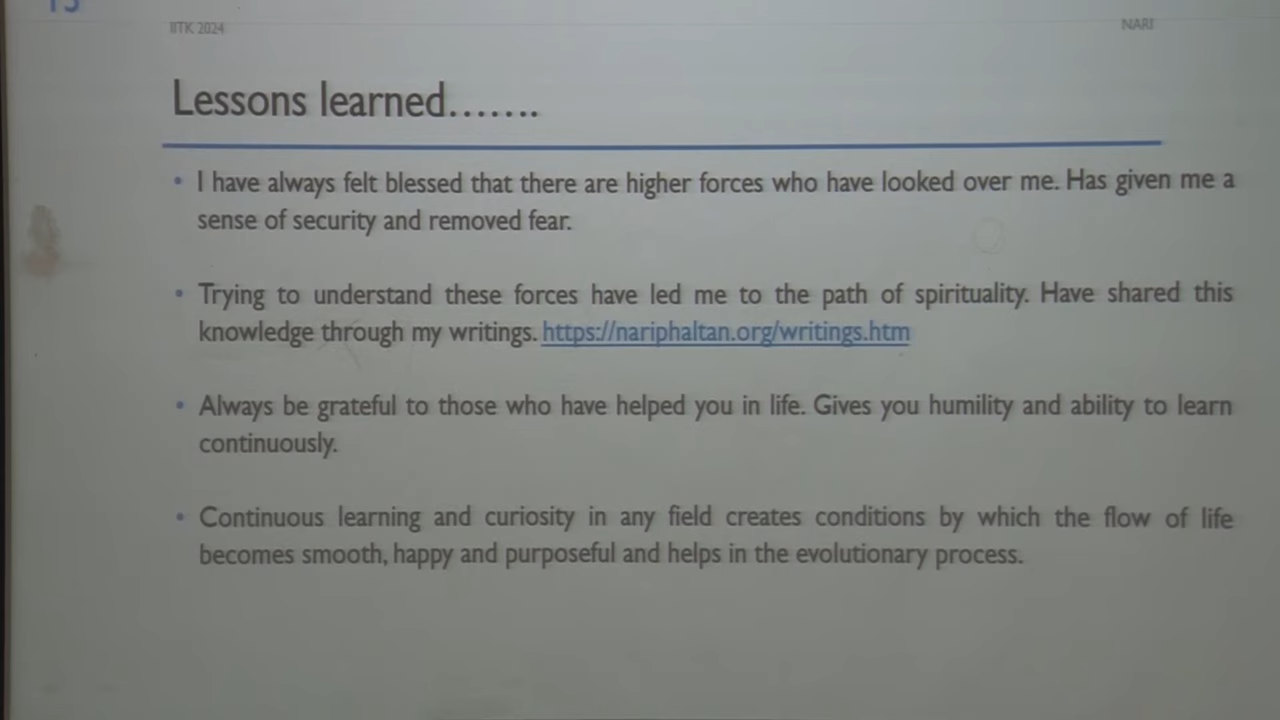 IITK 2024
NARI
Lessons learned.......
• I have always felt blessed that there are higher forces who have looked over me. Has given me a
sense of security and removed fear.
• Trying to understand these forces have led me to the path of spirituality. Have shared this
knowledge through my writings. https://nariphaltan.org/writings.htm
• Always be grateful to those who have helped you in life. Gives you humility and ability to learn
continuously.
• Continuous learning and curiosity in any field creates conditions by which the flow of life
becomes smooth, happy and purposeful and helps in the evolutionary process.